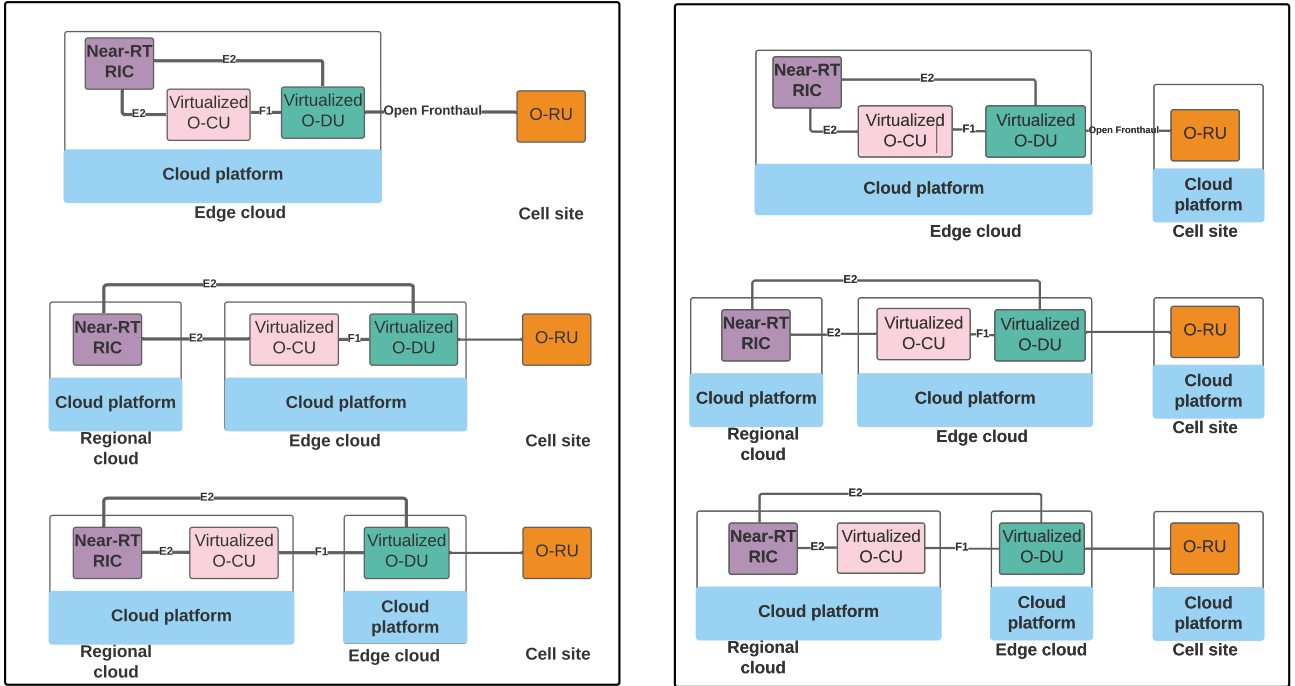 Near-RT
RIC
E2
E2
Virtualized
O-CU
F1
Virtualized
O-DU
Open Fronthaul
O-RU
Cloud platform
Edge cloud
Cell site
E2
Near-RT
RIC
E2
Virtualized
O-CU
F1
Virtualized
O-DU
O-RU
Cloud platform
Cloud platform
Regional
cloud
Edge cloud
Cell site
E2
Near-RT
RIC
E2
Virtualized
O-CU
F1
Virtualized
O-DU
O-RU
Cloud platform
Cloud
platform
Regional
cloud
Edge cloud
Cell site
Near-RT
RIC
E2
E2
Virtualized
O-CU
F1
Virtualized
O-DU
Open Fronthaul
O-RU
Cloud platform
Cloud
platform
Edge cloud
Cell site
E2
Near-RT
RIC
E2
Virtualized
O-CU
F1
Virtualized
O-DU
O-RU
Cloud platform
Cloud platform
Cloud
platform
Regional
cloud
Edge cloud
Cell site
E2
Near-RT
RIC
E2
Virtualized
O-CU
F1
Virtualized
O-DU
O-RU
Cloud platform
Cloud
platform
Cloud
platform
Regional
cloud
Edge cloud
Cell site